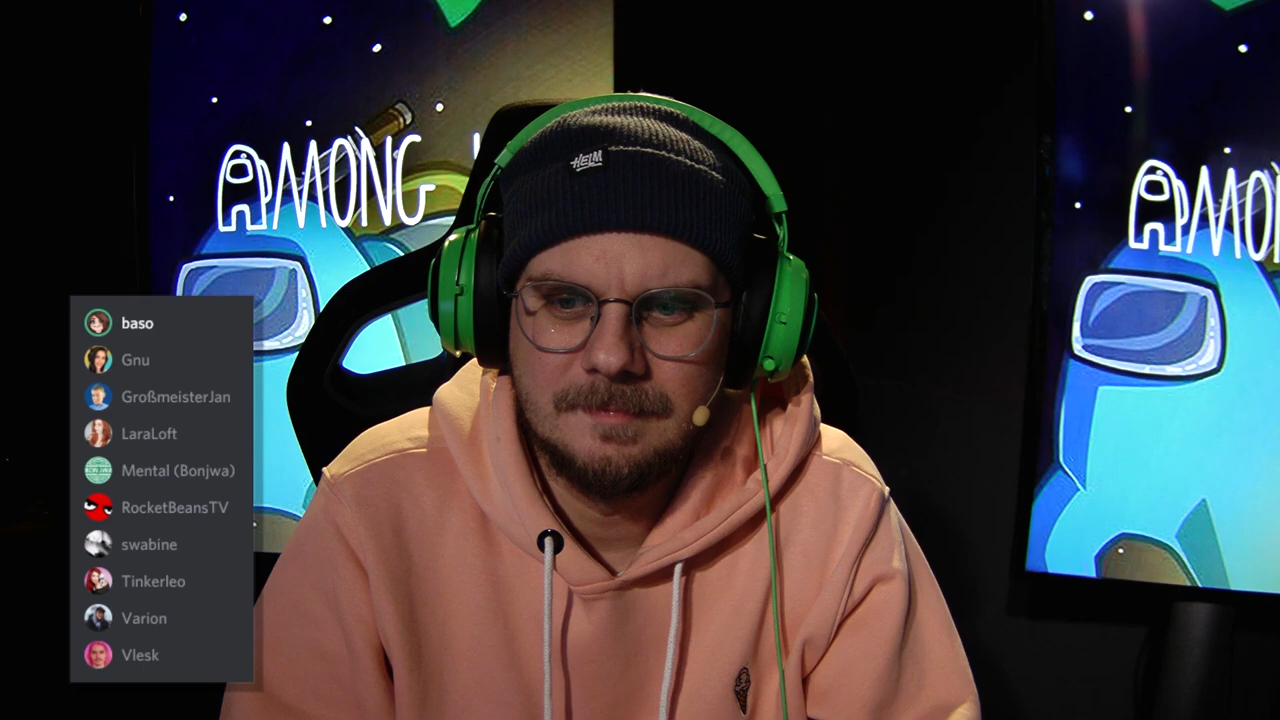 AMONG
AMON
HELM
baso
Gnu
GroßmeisterJan
LaraLoft
Mental (Bonjwa)
RocketBeansTV
swabine
Tinkerleo
Varion
Vlesk